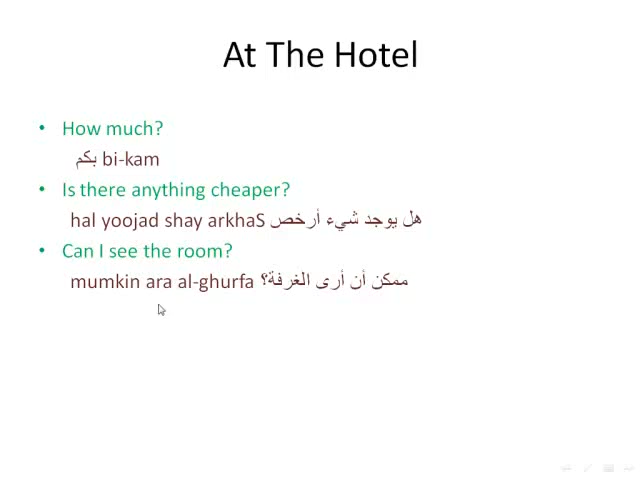 At The Hotel
• How much?
بكم bi-kam
• Is there anything cheaper?
hal yoojad shay arkhaS هل يوجد شيء أرخص
• Can I see the room?
mumkin ara al-ghurfa ممكن أن أرى الغرفة؟